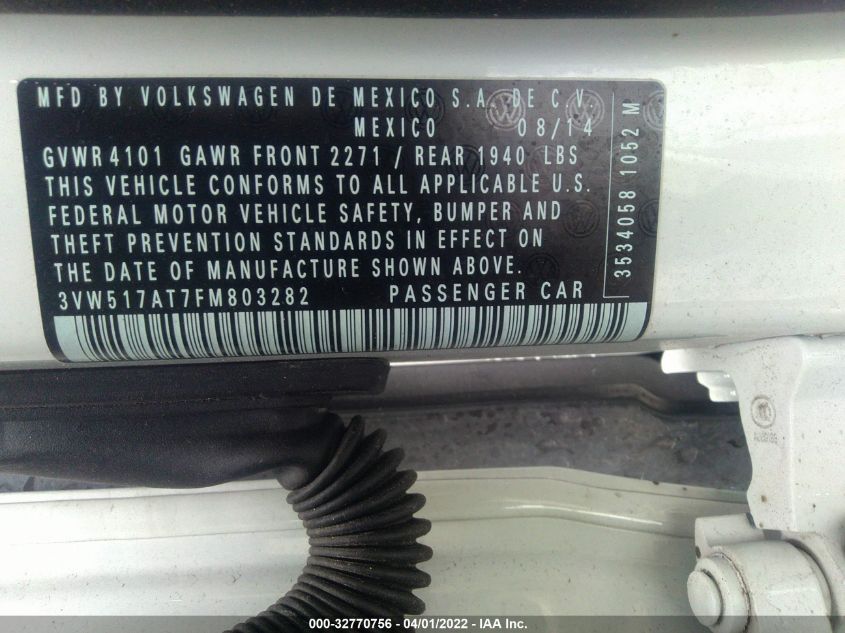 MFD BY VOLKSWAGEN DE MEXICO S.A. DE C.V.
MEXICO 08/14
GVWR 4101 GAWR FRONT 2271 / REAR 1940 LBS
THIS VEHICLE CONFORMS TO ALL APPLICABLE U.S.
FEDERAL MOTOR VEHICLE SAFETY, BUMPER AND
THEFT PREVENTION STANDARDS IN EFFECT ON
THE DATE OF MANUFACTURE SHOWN ABOVE.
3VW517AT7FM803282 PASSENGER CAR
3534058 1052 M
000-32770756 - 04/01/2022 - IAA Inc.